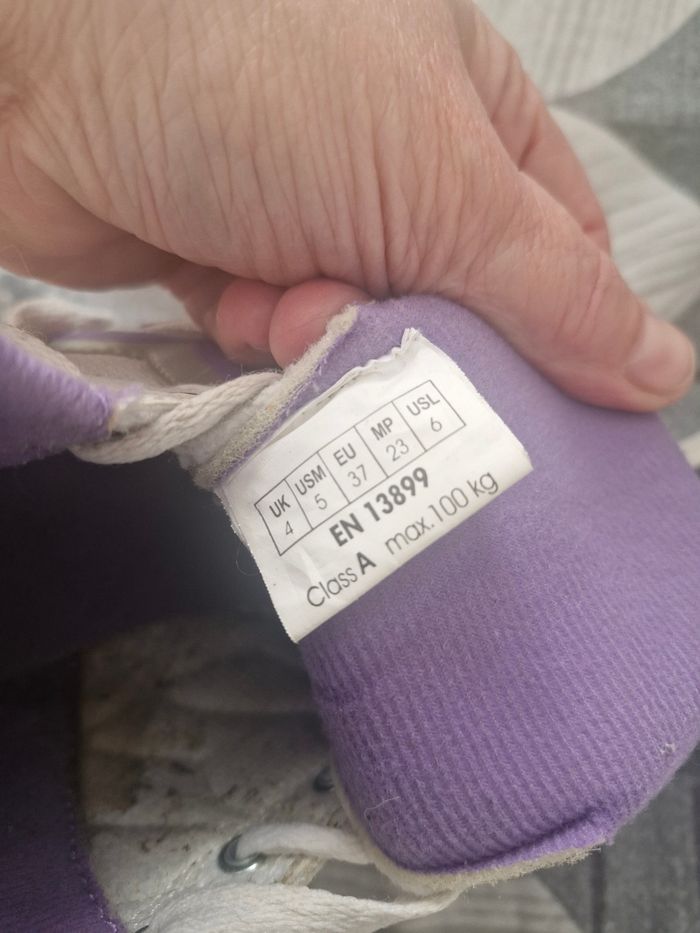 UK USM EU MP USL
4 5 37 23 6
EN 13899
Class A max.100 kg